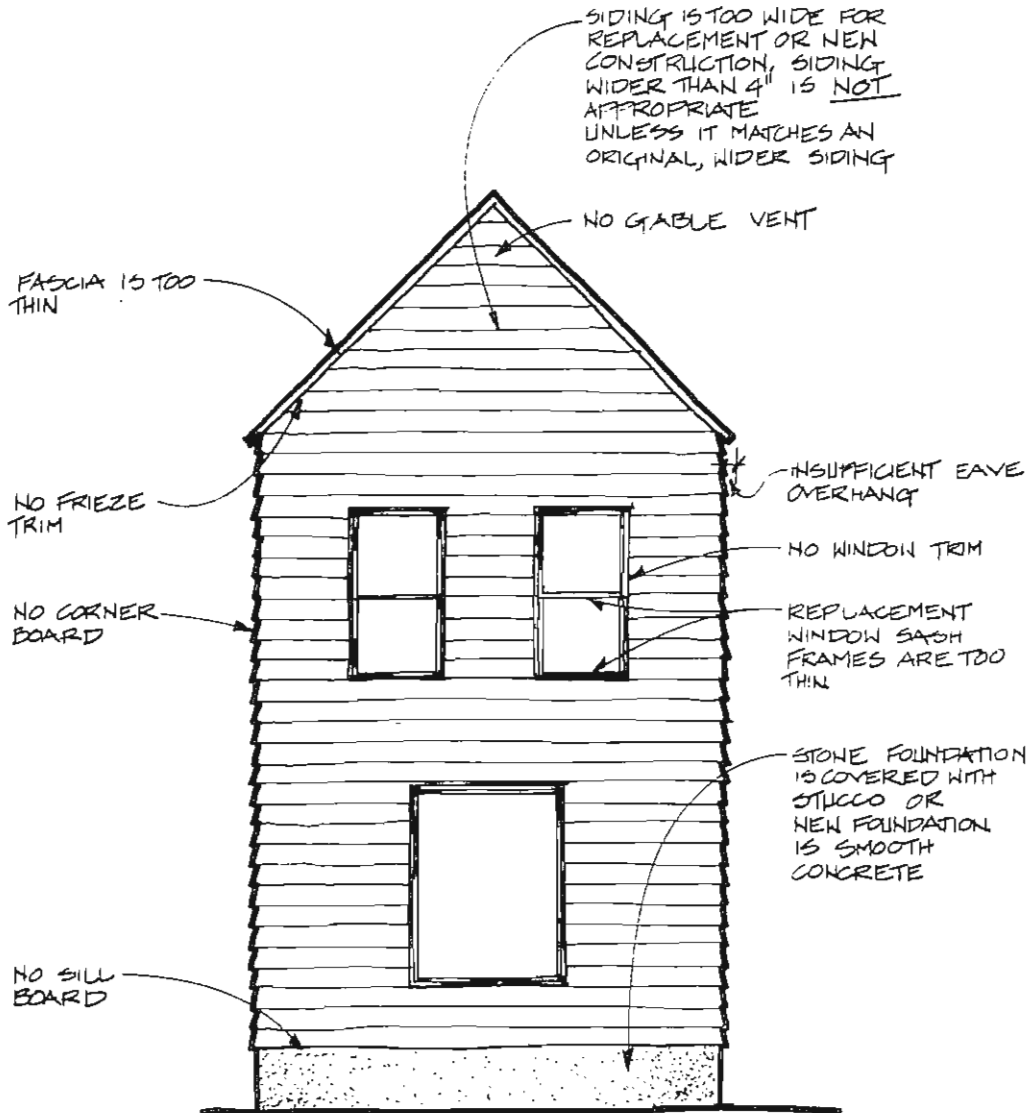 SIDING IS TOO WIDE FOR
REPLACEMENT OR NEW
CONSTRUCTION, SIDING
WIDER THAN 4" IS NOT
APPROPRIATE
UNLESS IT MATCHES AN
ORIGINAL, WIDER SIDING
NO GABLE VENT
FASCIA IS TOO
THIN
INSUFFICIENT EAVE
OVERHANG
NO FRIEZE
TRIM
NO WINDOW TRIM
NO CORNER
BOARD
REPLACEMENT
WINDOW SASH
FRAMES ARE TOO
THIN
STONE FOUNDATION
IS COVERED WITH
STUCCO OR
NEW FOUNDATION
IS SMOOTH
CONCRETE
NO SILL
BOARD